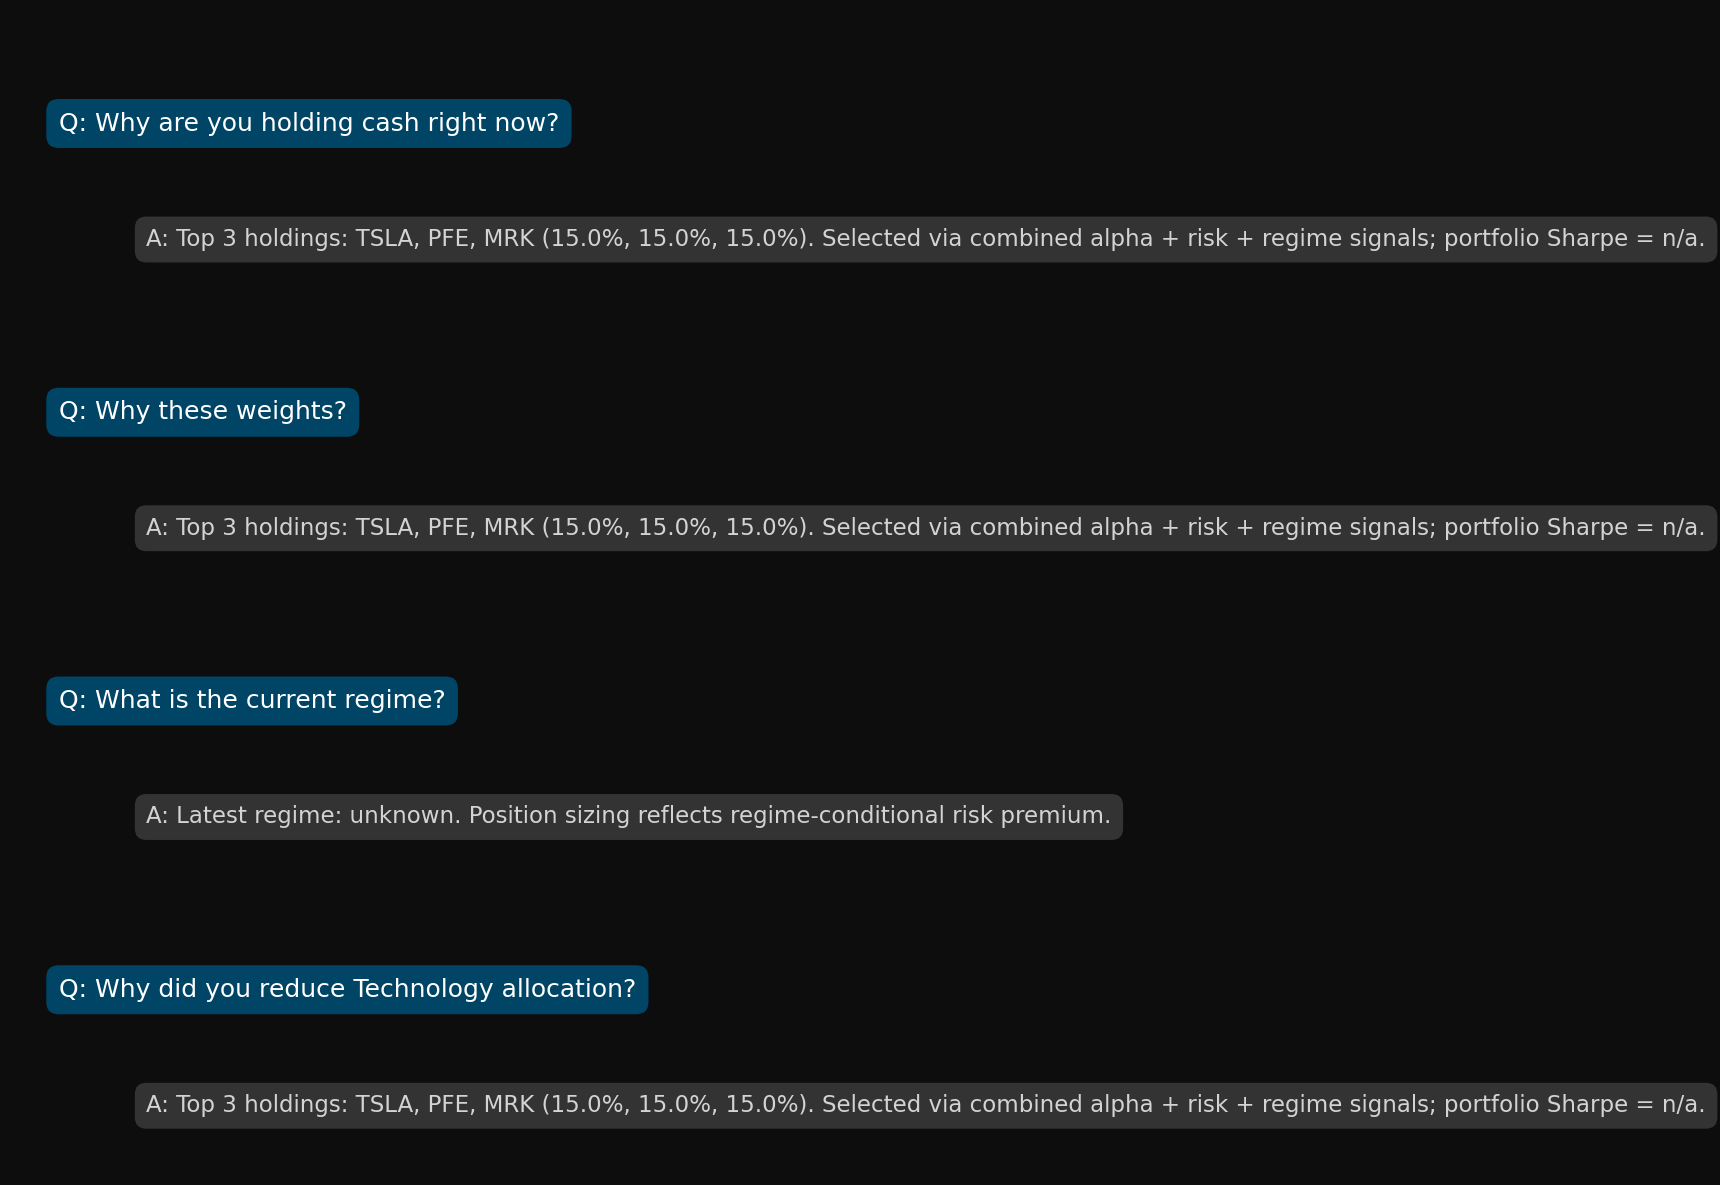 Q: Why are you holding cash right now?
A: Top 3 holdings: TSLA, PFE, MRK (15.0%, 15.0%, 15.0%). Selected via combined alpha + risk + regime signals; portfolio Sharpe = n/a.
Q: Why these weights?
A: Top 3 holdings: TSLA, PFE, MRK (15.0%, 15.0%, 15.0%). Selected via combined alpha + risk + regime signals; portfolio Sharpe = n/a.
Q: What is the current regime?
A: Latest regime: unknown. Position sizing reflects regime-conditional risk premium.
Q: Why did you reduce Technology allocation?
A: Top 3 holdings: TSLA, PFE, MRK (15.0%, 15.0%, 15.0%). Selected via combined alpha + risk + regime signals; portfolio Sharpe = n/a.